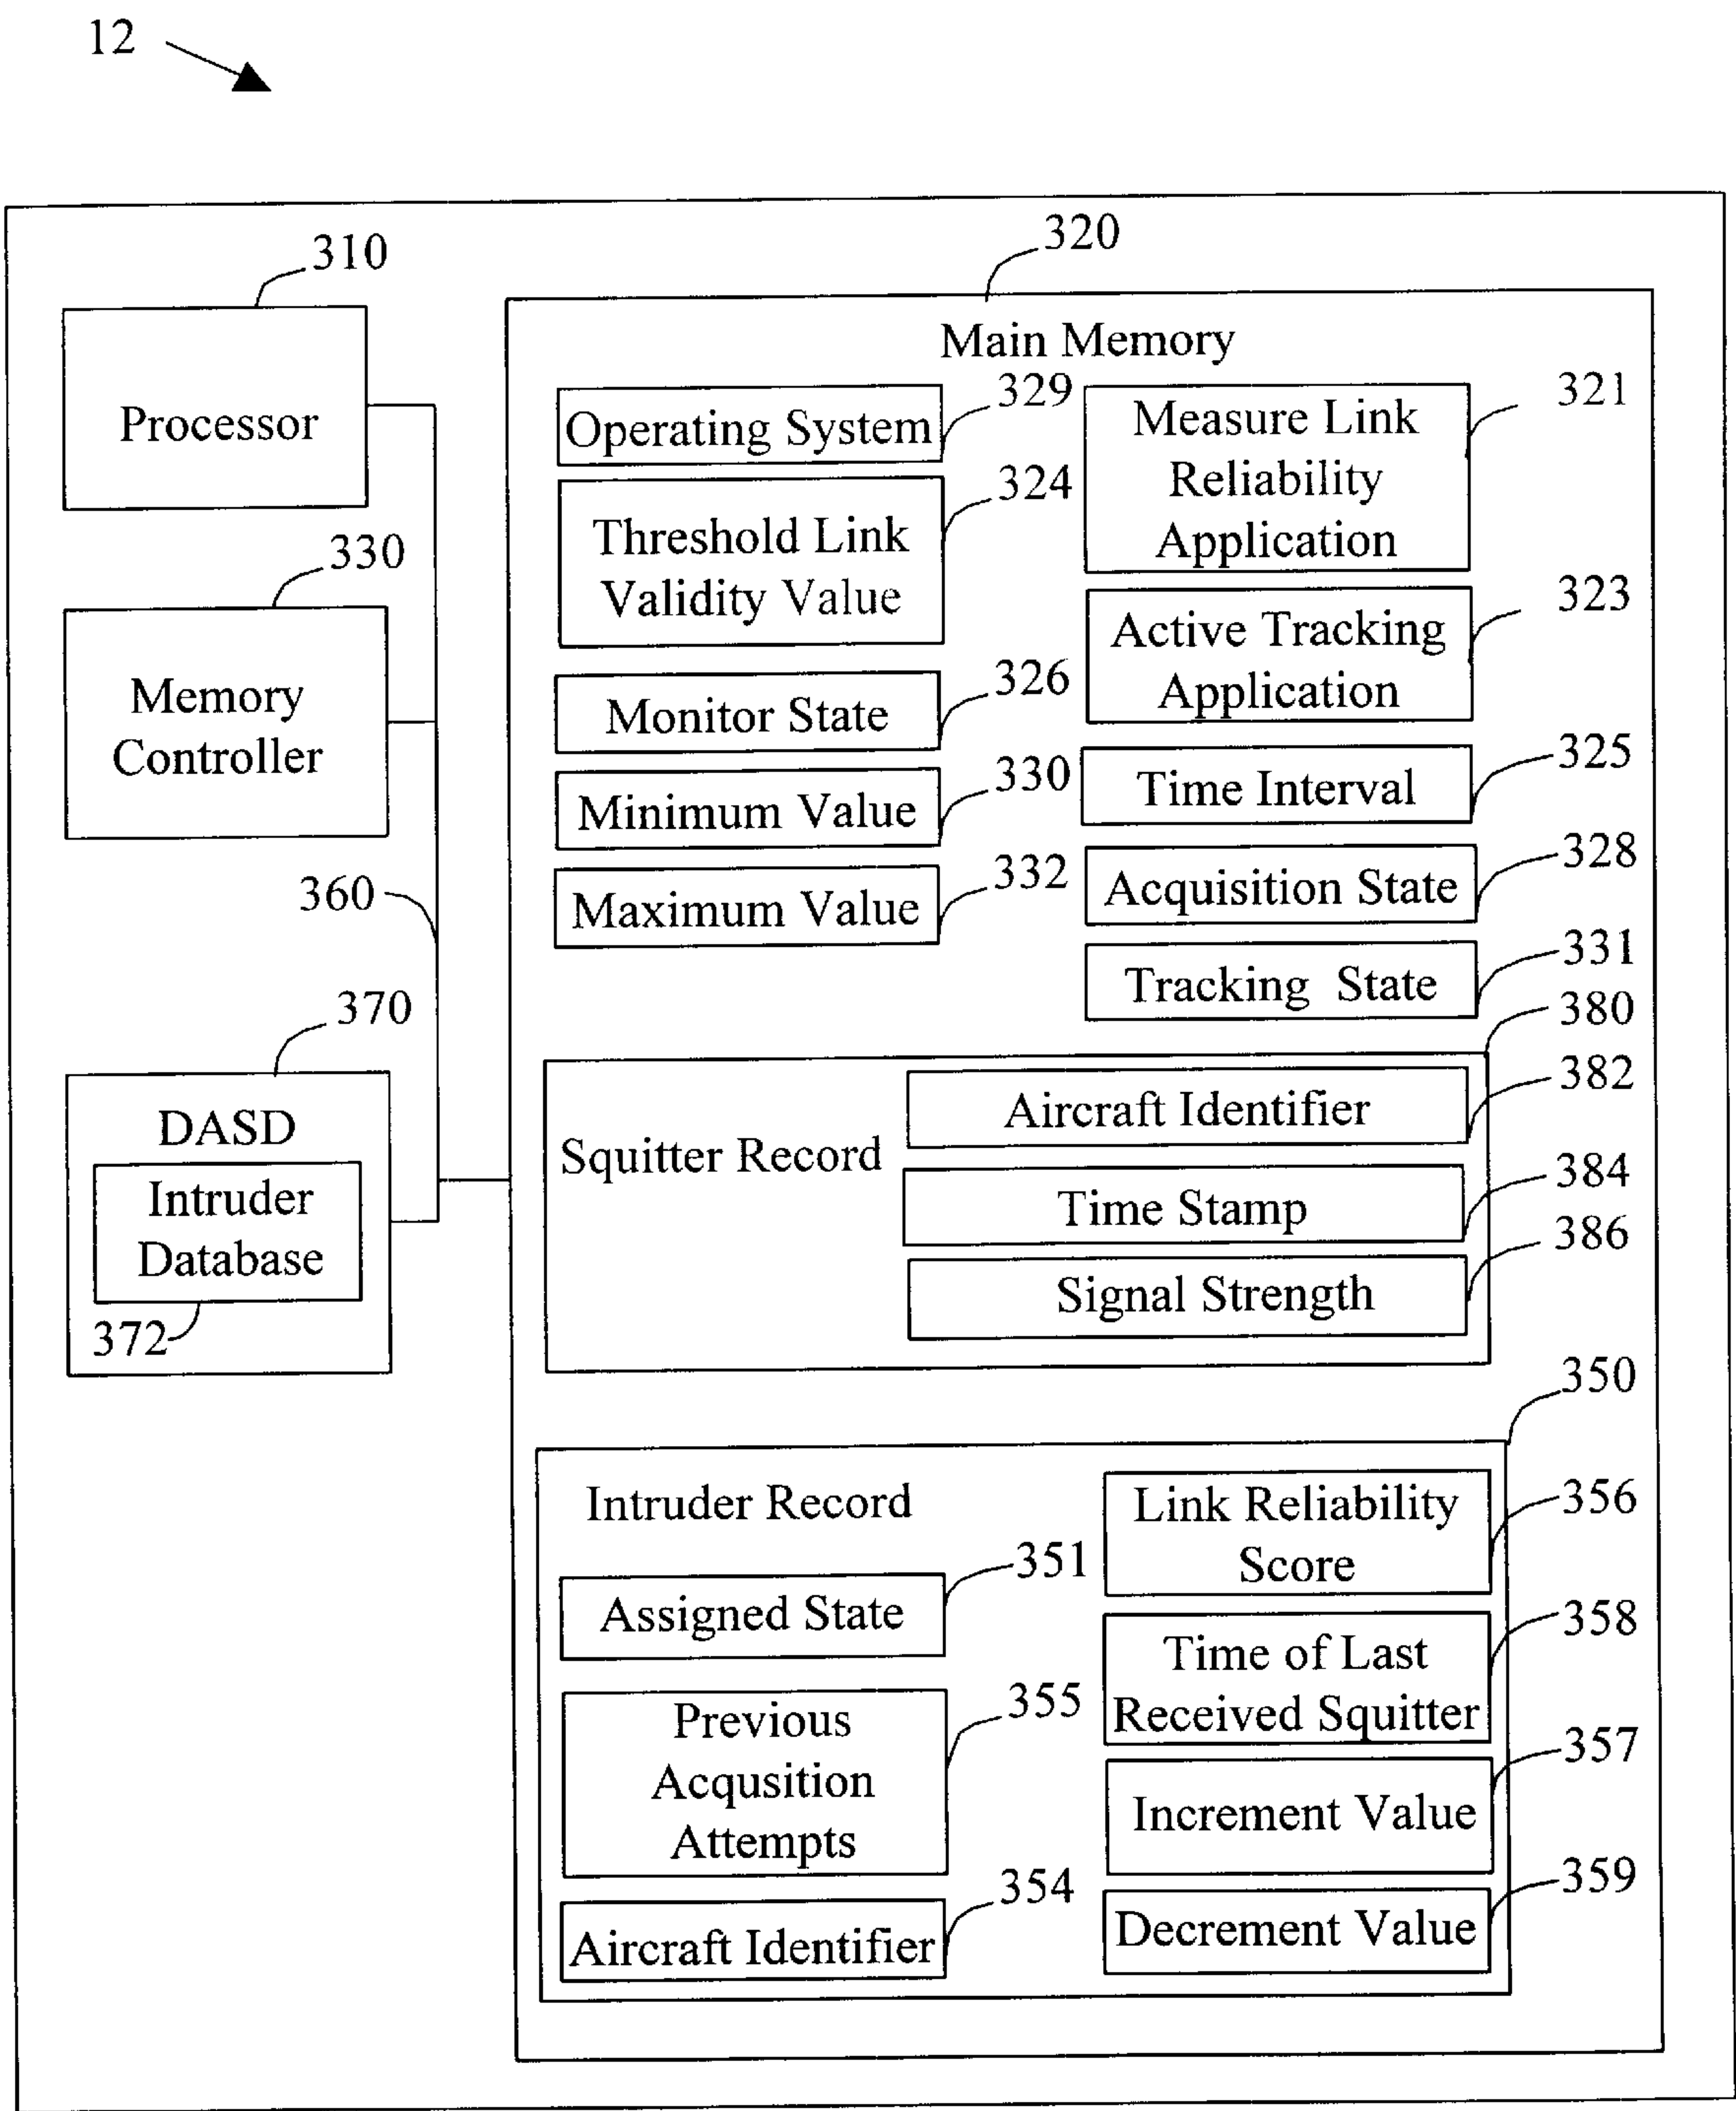 12
310
320
Processor
330
Memory
Controller
360
370
DASD
Intruder
Database
372
Main Memory
Operating System
329
Measure Link
Reliability
Application
321
Threshold Link
Validity Value
324
Active Tracking
Application
323
Monitor State
326
Time Interval
325
Minimum Value
330
Acquisition State
328
Maximum Value
332
Tracking State
331
380
Squitter Record
Aircraft Identifier
382
Time Stamp
384
Signal Strength
386
350
Intruder Record
Link Reliability
Score
356
Assigned State
351
Time of Last
Received Squitter
358
Previous
Acqusition
Attempts
355
Increment Value
357
Aircraft Identifier
354
Decrement Value
359